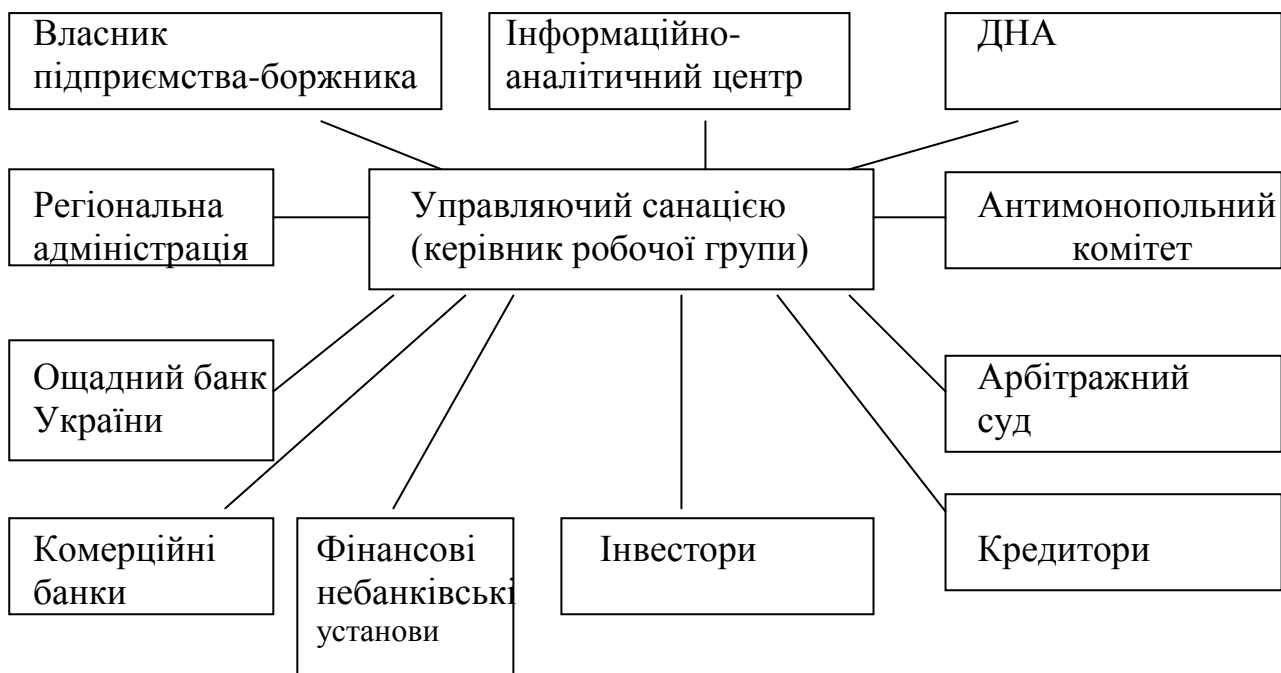 Власник
підприємства-боржника
Інформаційно-
аналітичний центр
ДНА
Регіональна
адміністрація
Управляючий санацією
(керівник робочої групи)
Антимонопольний
комітет
Ощадний банк
України
Арбітражний
суд
Комерційні
банки
Фінансові
небанківські
установи
Інвестори
Кредитори